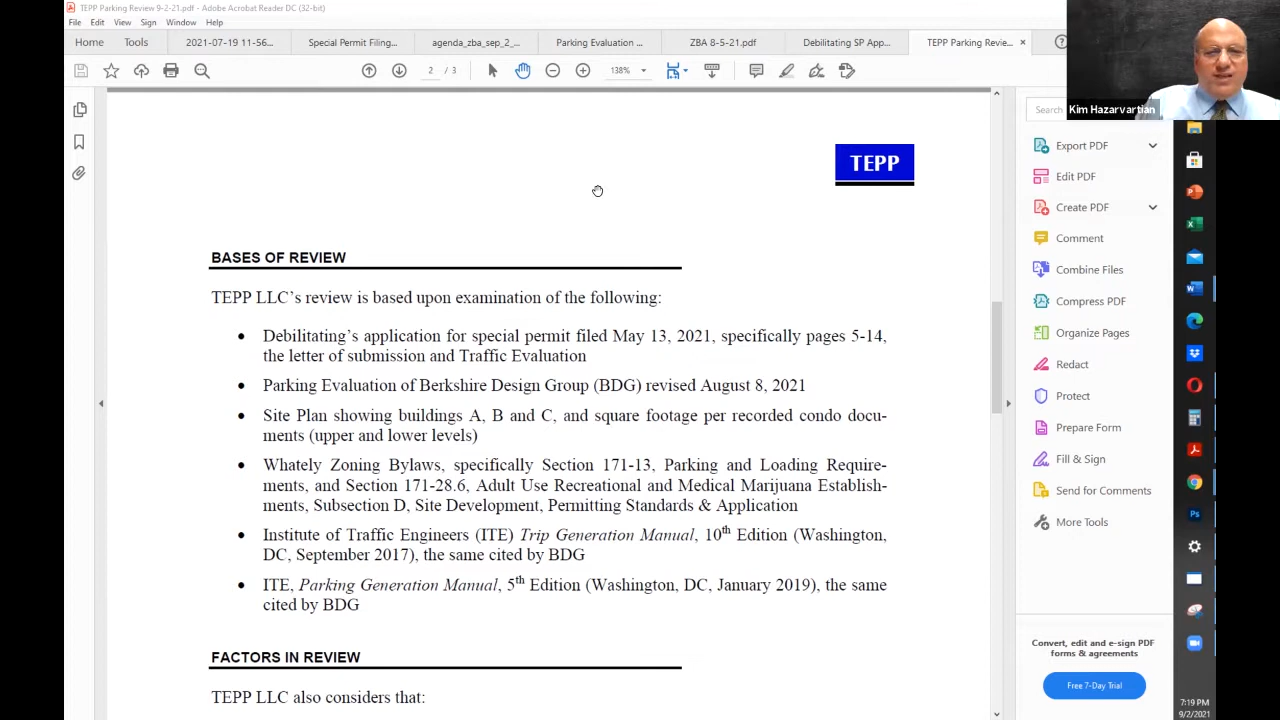 TEPP Parking Review 9-2-21.pdf - Adobe Acrobat Reader DC (32-bit)
File Edit View Sign Window Help
Home Tools 2021-07-19 11-56... Special Permit Filing... agenda_zba_sep_2_... Parking Evaluation ... ZBA 8-5-21.pdf Debilitating SP App... TEPP Parking Revie... ×
2 / 3 138%
Kim Hazarvartian
Search
TEPP
BASES OF REVIEW
TEPP LLC's review is based upon examination of the following:
• Debilitating's application for special permit filed May 13, 2021, specifically pages 5-14,
the letter of submission and Traffic Evaluation
• Parking Evaluation of Berkshire Design Group (BDG) revised August 8, 2021
• Site Plan showing buildings A, B and C, and square footage per recorded condo docu-
ments (upper and lower levels)
• Whately Zoning Bylaws, specifically Section 171-13, Parking and Loading Require-
ments, and Section 171-28.6, Adult Use Recreational and Medical Marijuana Establish-
ments, Subsection D, Site Development, Permitting Standards & Application
• Institute of Traffic Engineers (ITE) Trip Generation Manual, 10th Edition (Washington,
DC, September 2017), the same cited by BDG
• ITE, Parking Generation Manual, 5th Edition (Washington, DC, January 2019), the same
cited by BDG
FACTORS IN REVIEW
TEPP LLC also considers that:
Export PDF
Edit PDF
Create PDF
Comment
Combine Files
Compress PDF
Organize Pages
Redact
Protect
Prepare Form
Fill & Sign
Send for Comments
More Tools
Convert, edit and e-sign PDF
forms & agreements
Free 7-Day Trial
7:19 PM
9/2/2021